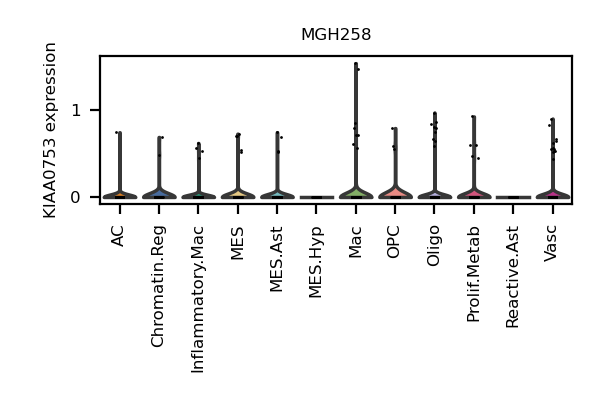 MGH258
KIAA0753 expression
1
0
AC
Chromatin.Reg
Inflammatory.Mac
MES
MES.Ast
MES.Hyp
Mac
OPC
Oligo
Prolif.Metab
Reactive.Ast
Vasc